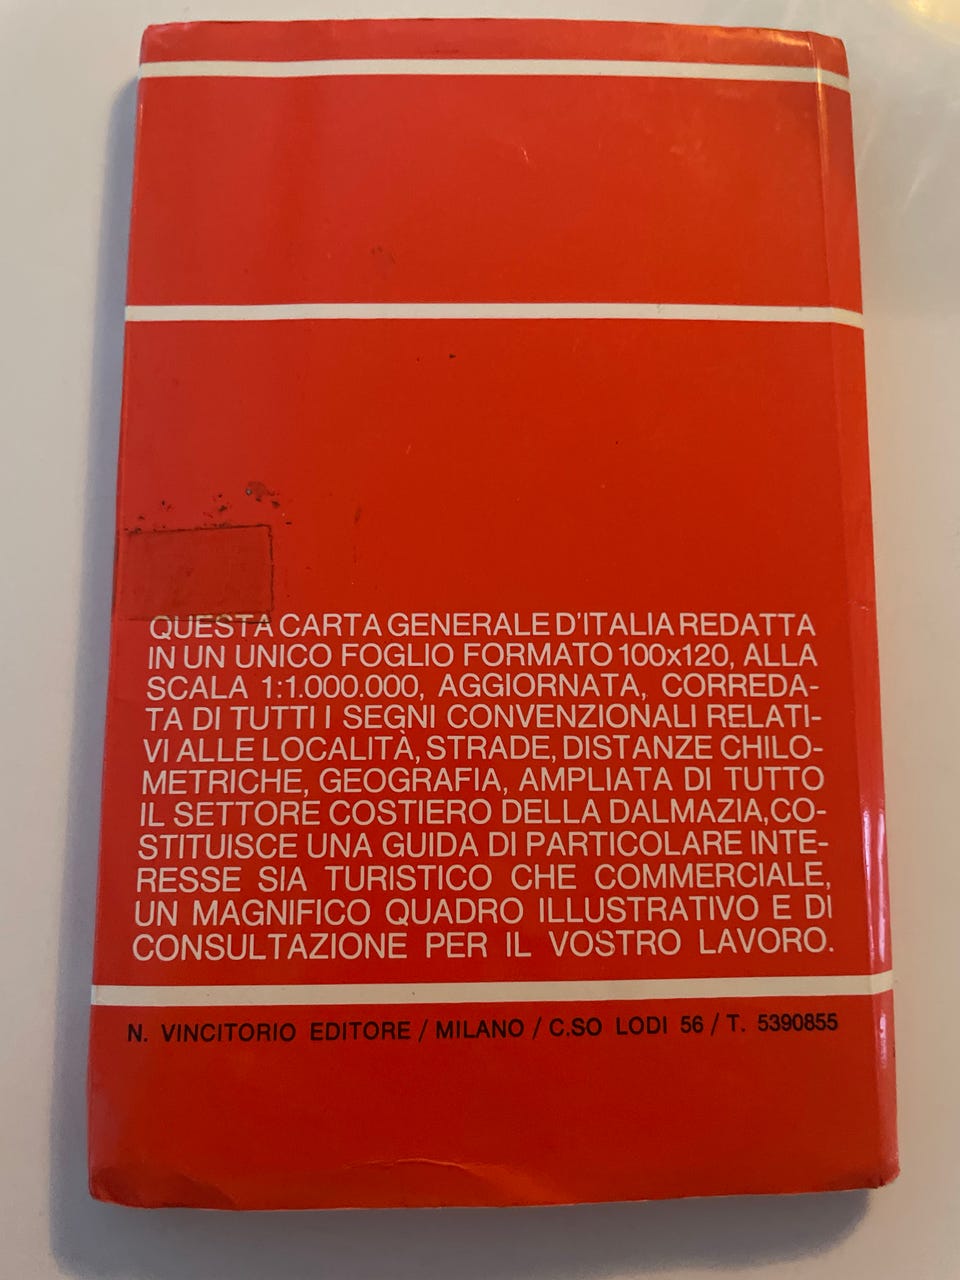 QUESTA CARTA GENERALE D'ITALIA REDATTA
IN UN UNICO FOGLIO FORMATO 100x120, ALLA
SCALA 1:1.000.000, AGGIORNATA, CORREDA-
TA DI TUTTI I SEGNI CONVENZIONALI RELATI-
VI ALLE LOCALITÀ, STRADE, DISTANZE CHILO-
METRICHE, GEOGRAFIA, AMPLIATA DI TUTTO
IL SETTORE COSTIERO DELLA DALMAZIA, CO-
STITUISCE UNA GUIDA DI PARTICOLARE INTE-
RESSE SIA TURISTICO CHE COMMERCIALE,
UN MAGNIFICO QUADRO ILLUSTRATIVO E DI
CONSULTAZIONE PER IL VOSTRO LAVORO.
N. VINCITORIO EDITORE / MILANO / C.SO LODI 56 / T. 5390855